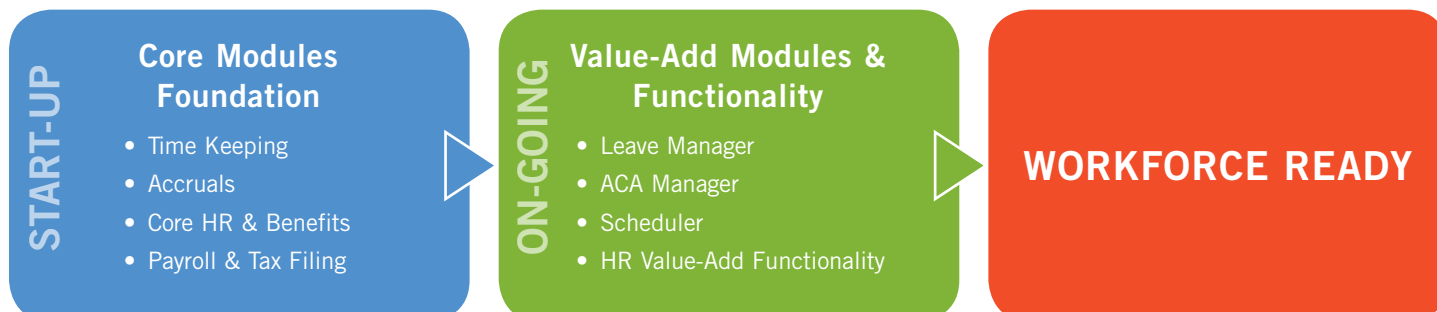 START-UP
Core Modules
Foundation
• Time Keeping
• Accruals
• Core HR & Benefits
• Payroll & Tax Filing
ON-GOING
Value-Add Modules &
Functionality
• Leave Manager
• ACA Manager
• Scheduler
• HR Value-Add Functionality
WORKFORCE READY